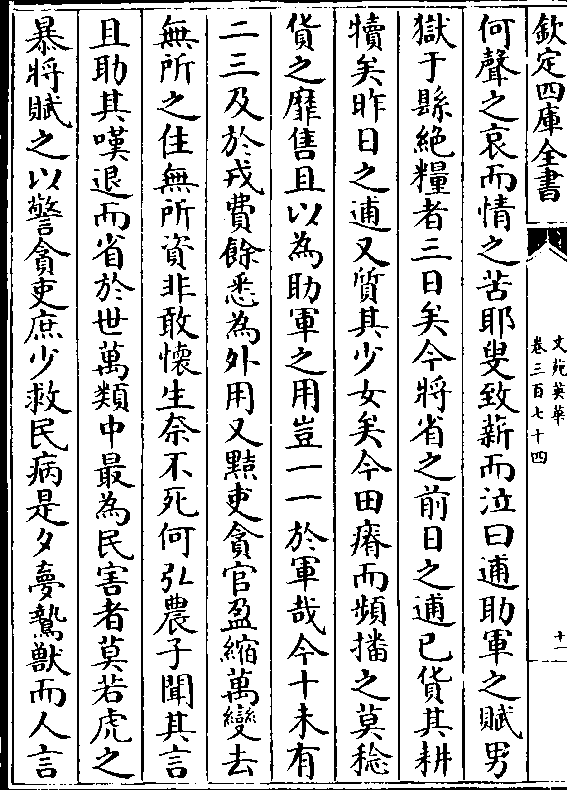 欽定四庫全書
文苑英華
卷三百七十四
十一
何聲之哀而情之苦耶叟致薪而泣曰逋助軍之賦男
獄于縣絶糧者三日矣今將省之前日之逋已貨其耕
犢矣昨日之逋又質其少女矣今田瘠而頻播之莫稔
貨之靡售且以為助軍之用豈一一於軍哉今十未有
二三及於戎費餘悉為外用又黠吏貪官盈縮萬變去
無所之住無所資非敢懷生奈不死何弘農子聞其言
且助其嘆退而省於世萬類中最為民害者莫若虎之
暴將賦之以警貪吏庶少救民病是夕夢鷙獸而人言